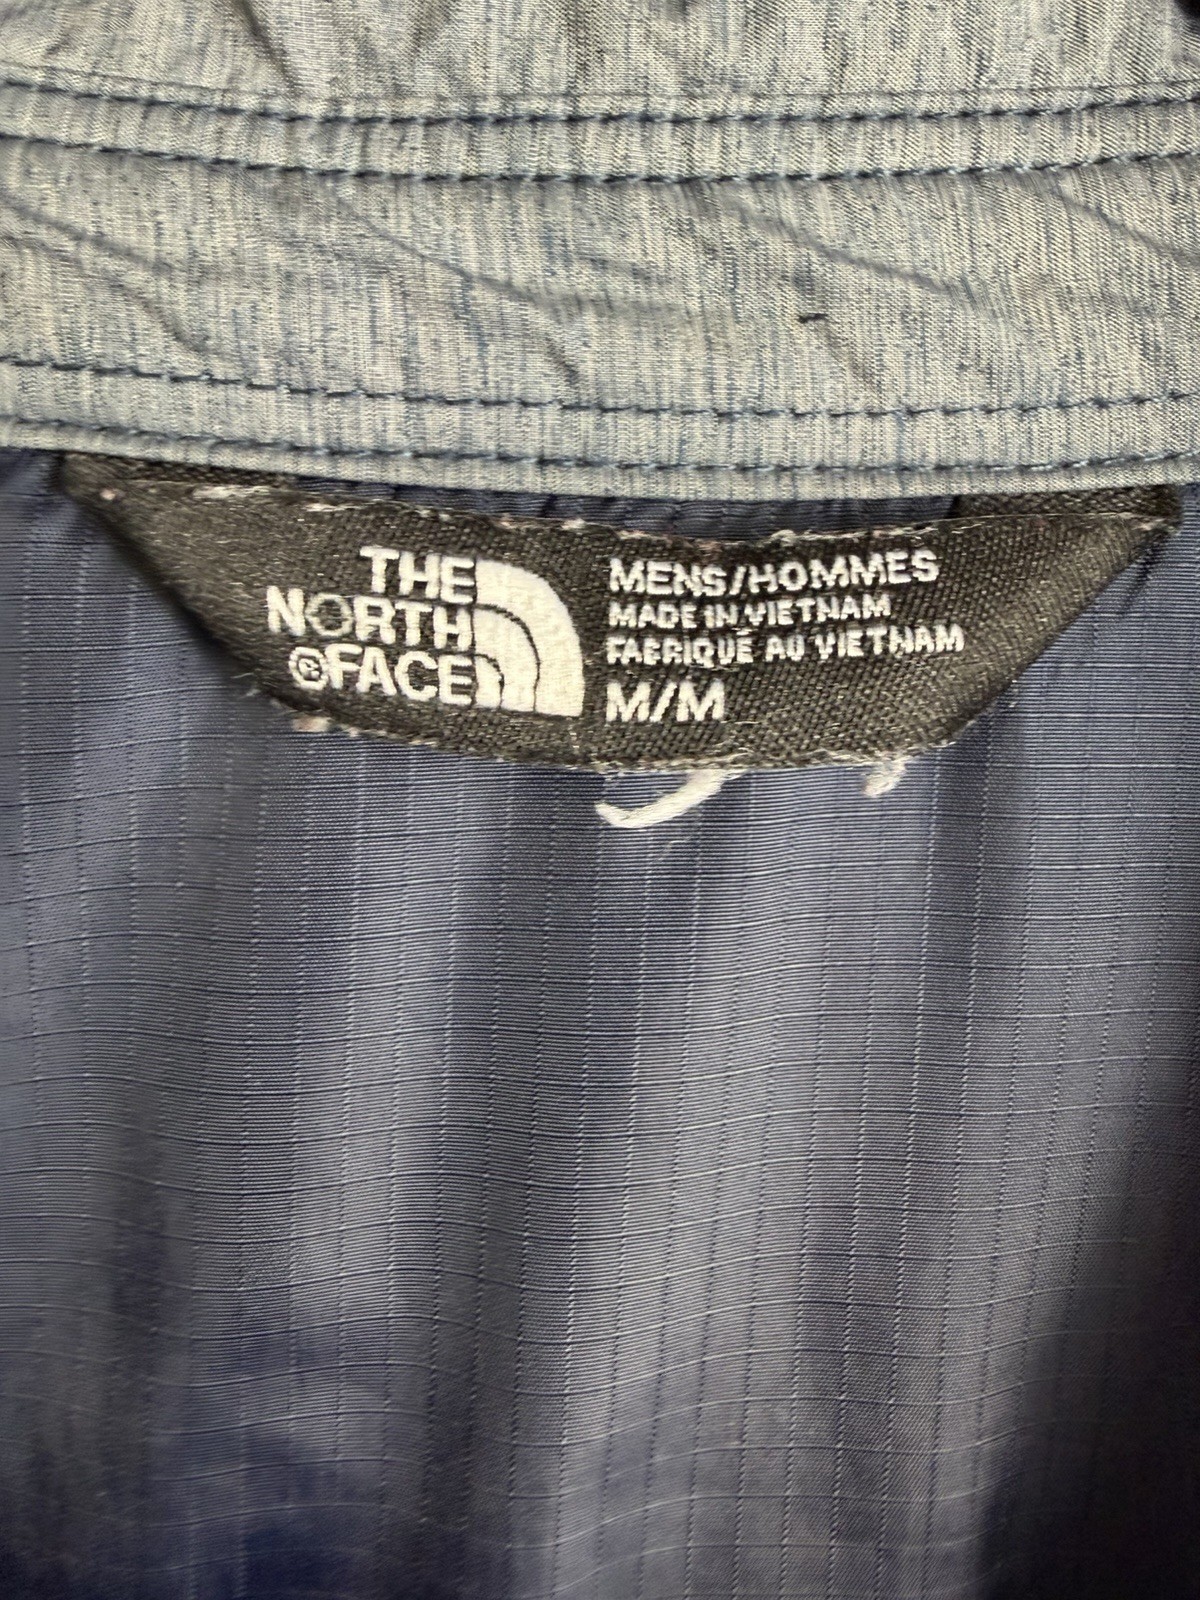 THE
NORTH
®FACE
MENS/HOMMES
MADE IN VIETNAM
FABRIQUÉ AU VIETNAM
M/M